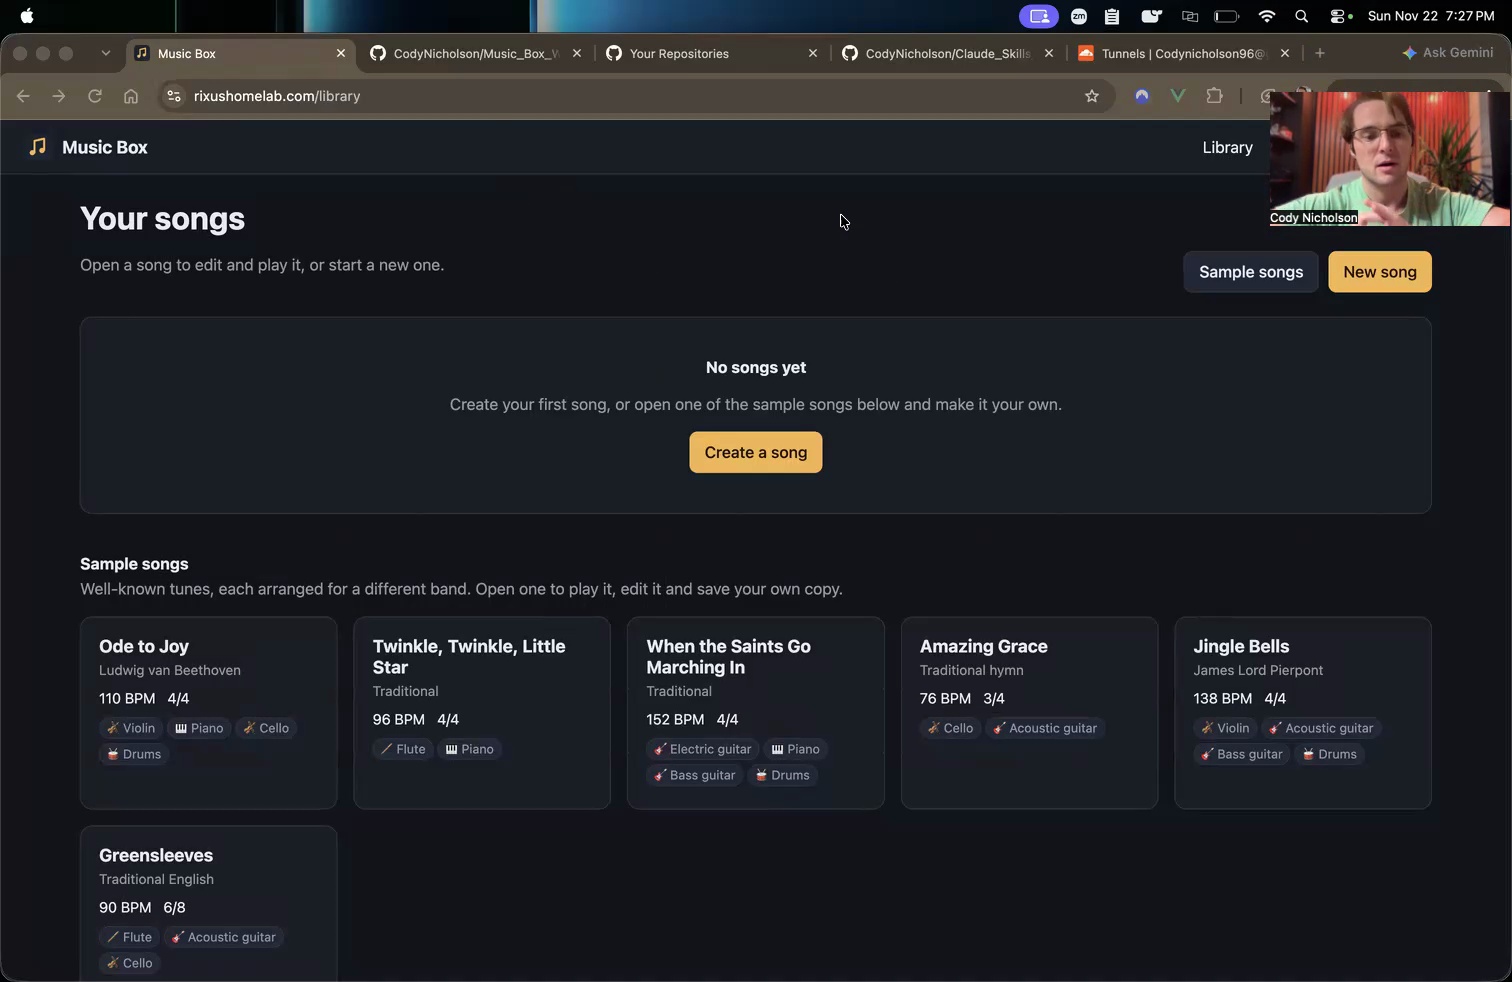 zm
Sun Nov 22 7:27 PM
Music Box
CodyNicholson/Music_Box_
Your Repositories
CodyNicholson/Claude_Skills
Tunnels | Codynicholson96@
Ask Gemini
rixushomelab.com/library
Music Box
Library
Cody Nicholson
Your songs
Open a song to edit and play it, or start a new one.
Sample songs
New song
No songs yet
Create your first song, or open one of the sample songs below and make it your own.
Create a song
Sample songs
Well-known tunes, each arranged for a different band. Open one to play it, edit it and save your own copy.
Ode to Joy
Ludwig van Beethoven
110 BPM 4/4
Violin Piano Cello
Drums
Twinkle, Twinkle, Little
Star
Traditional
96 BPM 4/4
Flute Piano
When the Saints Go
Marching In
Traditional
152 BPM 4/4
Electric guitar Piano
Bass guitar Drums
Amazing Grace
Traditional hymn
76 BPM 3/4
Cello Acoustic guitar
Jingle Bells
James Lord Pierpont
138 BPM 4/4
Violin Acoustic guitar
Bass guitar Drums
Greensleeves
Traditional English
90 BPM 6/8
Flute Acoustic guitar
Cello